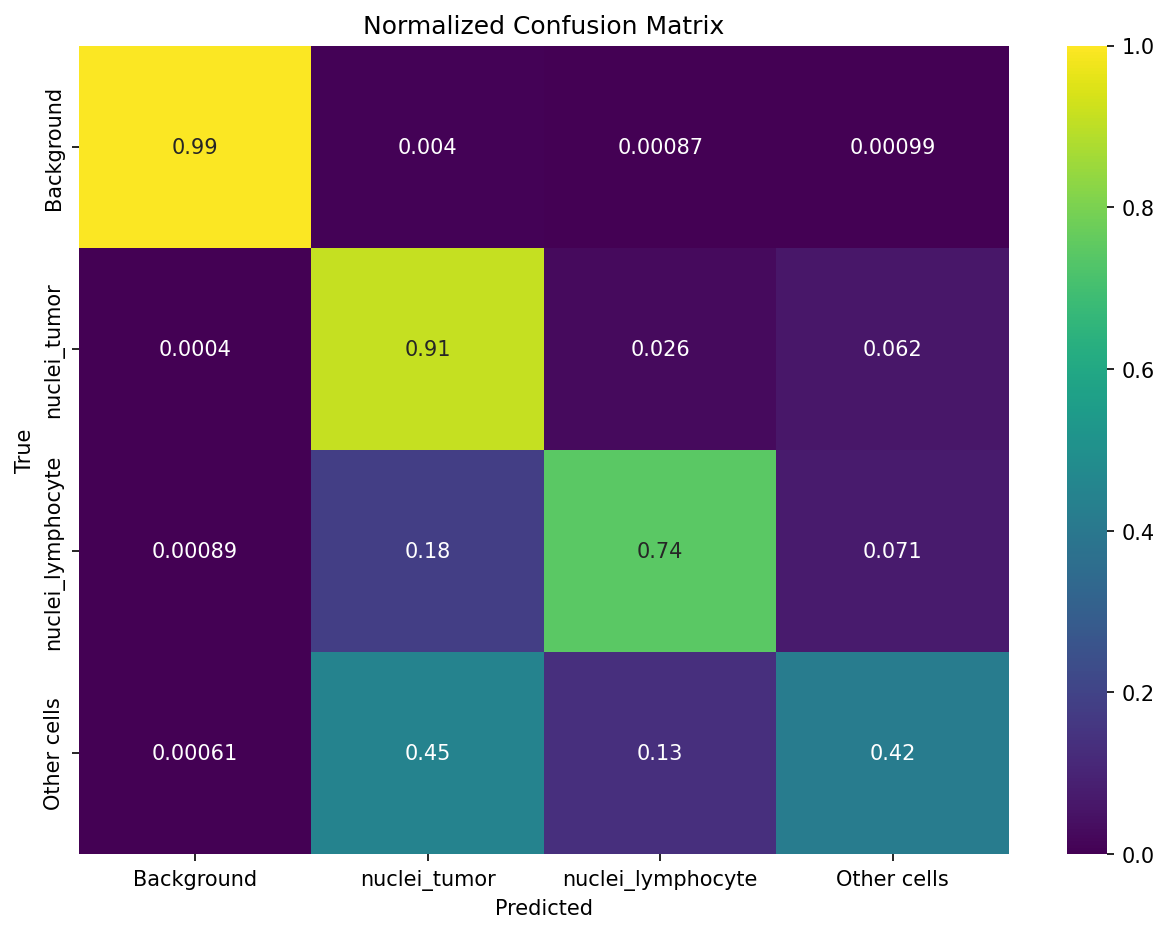 Normalized Confusion Matrix
True
Background
0.99 0.004 0.00087 0.00099
nuclei_tumor
0.0004 0.91 0.026 0.062
nuclei_lymphocyte
0.00089 0.18 0.74 0.071
Other cells
0.00061 0.45 0.13 0.42
Background nuclei_tumor nuclei_lymphocyte Other cells
Predicted
1.0
0.8
0.6
0.4
0.2
0.0